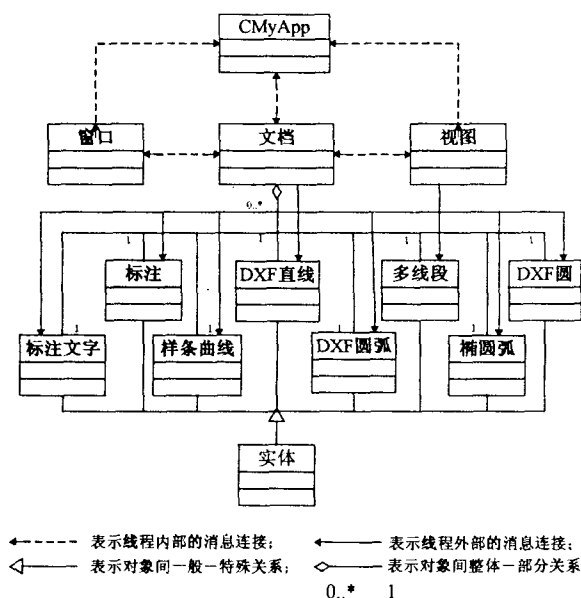 CMyApp
窗口 文档 视图
0..*
1 1 1 1
标注 DXF直线 多线段 DXF圆
1 1 1 1
标注文字 样条曲线 DXF圆弧 椭圆弧
实体
表示线程内部的消息连接; 表示线程外部的消息连接;
表示对象间一般一特殊关系; 表示对象间整体一部分关系
0..* 1